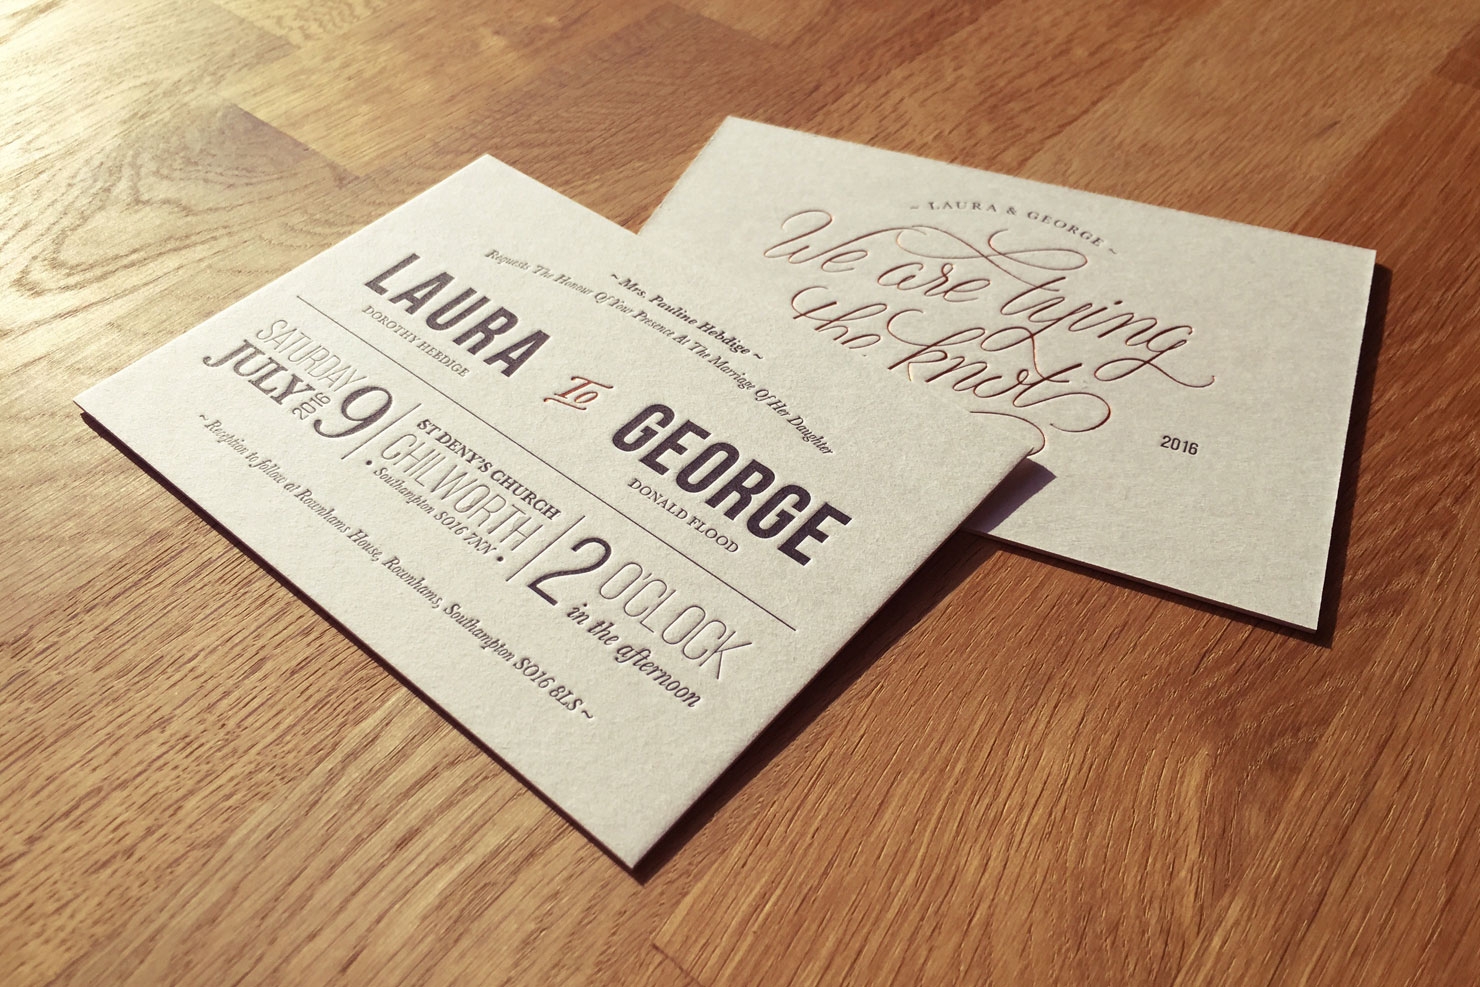 ~ Mrs. Pauline Hebdige ~
Requests The Honour Of Your Presence At The Marriage Of Her Daughter
LAURA To GEORGE
DOROTHY HEBDIGE
DONALD FLOOD
SATURDAY
JULY 2016 9
ST DENY'S CHURCH
CHILWORTH
• Southampton SO16 7NN •
2 O'CLOCK
in the afternoon
~ Reception to follow at Rownhams House, Rownhams, Southampton SO16 8LS ~
~ LAURA & GEORGE ~
We are tying
the knot
2016